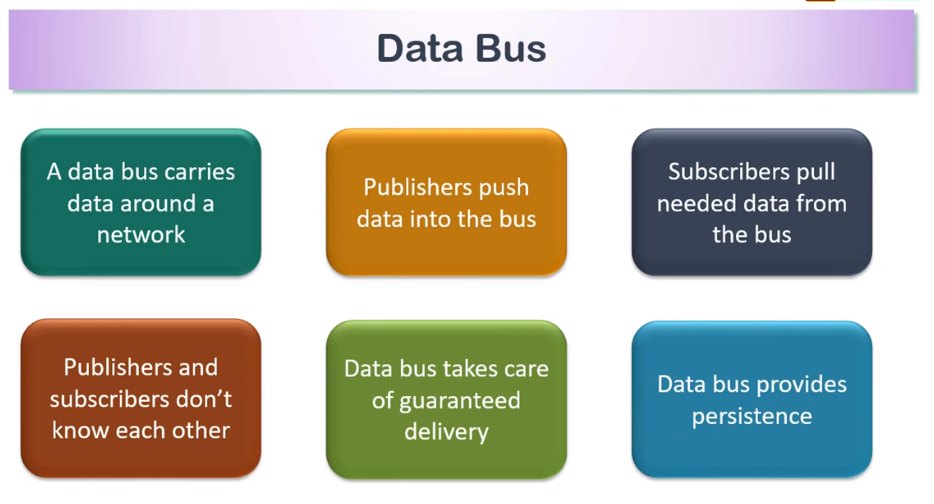 Data Bus
A data bus carries
data around a
network
Publishers push
data into the bus
Subscribers pull
needed data from
the bus
Publishers and
subscribers don’t
know each other
Data bus takes care
of guaranteed
delivery
Data bus provides
persistence